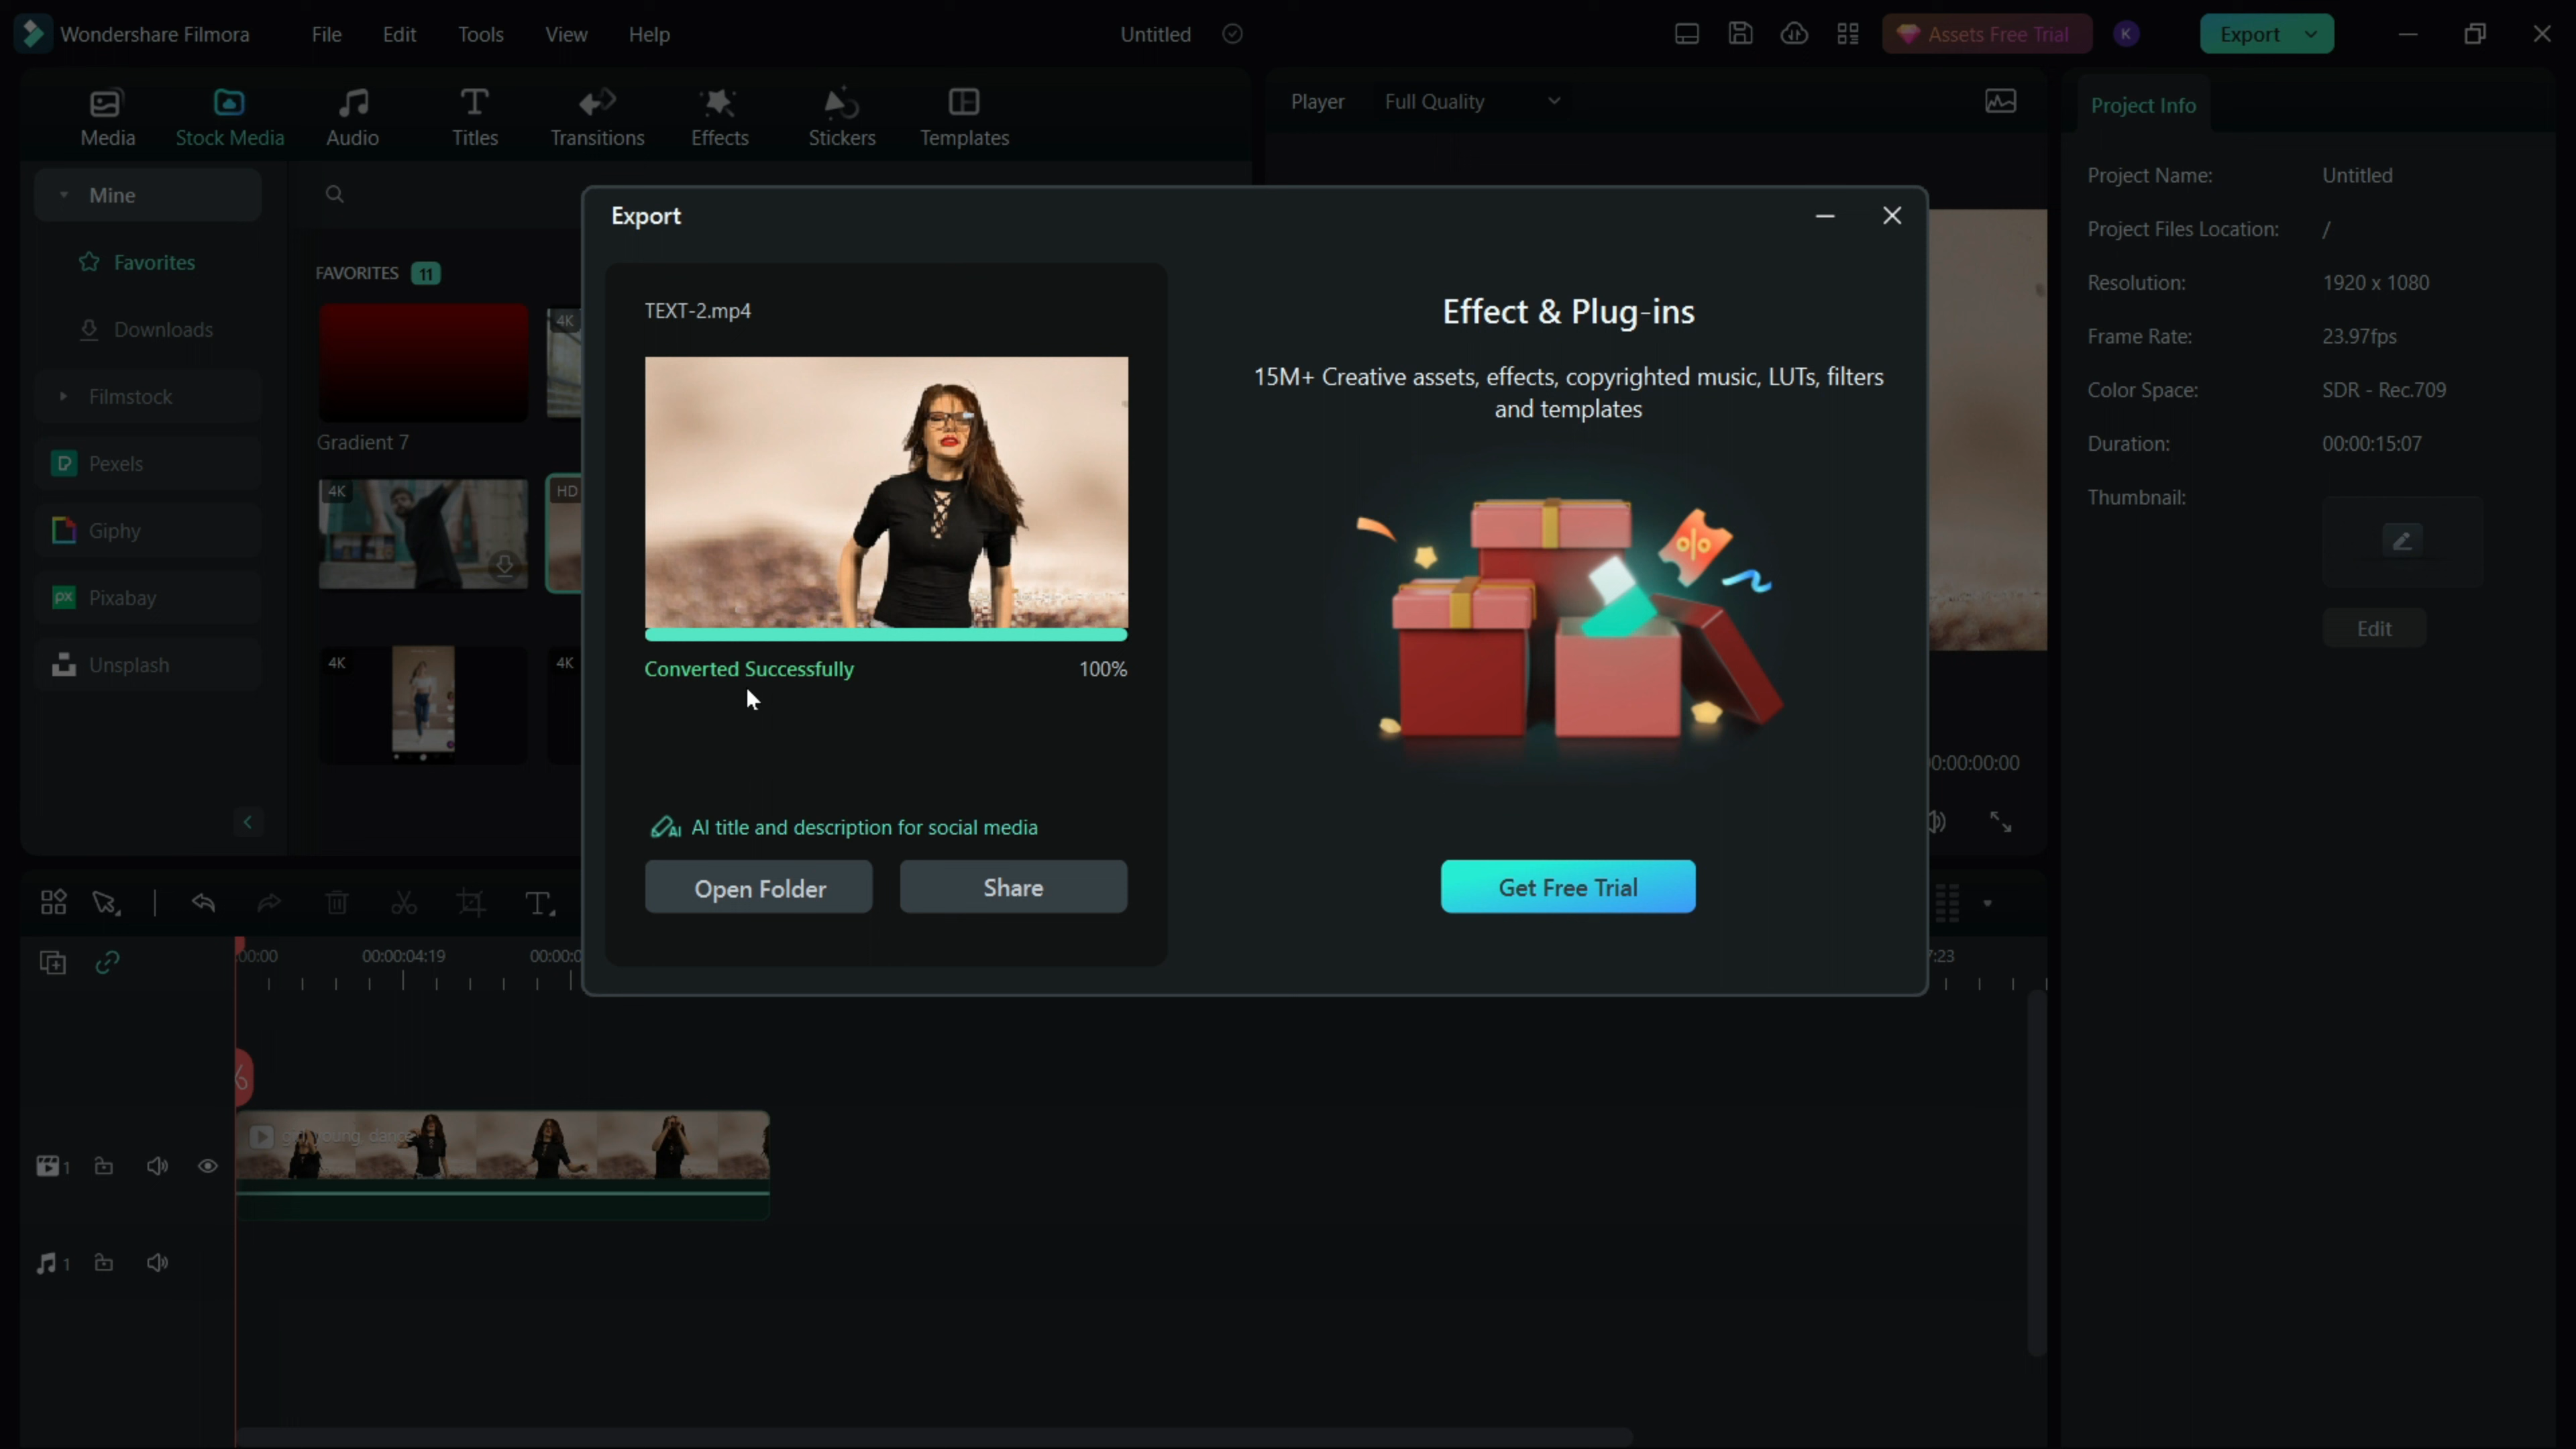 Wondershare Filmora
File
Edit
Tools
View
Help
Untitled
Assets Free Trial
K
Export
Media
Stock Media
Audio
Titles
Transitions
Effects
Stickers
Templates
Player
Full Quality
Project Info
Mine
Favorites
Downloads
Filmstock
Pexels
Giphy
px Pixabay
Unsplash
FAVORITES 11
4K
Gradient 7
4K
HD
4K
4K
Export
TEXT-2.mp4
Converted Successfully
100%
AI AI title and description for social media
Open Folder
Share
Effect & Plug-ins
15M+ Creative assets, effects, copyrighted music, LUTs, filters
and templates
%
Get Free Trial
Project Name: Untitled
Project Files Location: /
Resolution: 1920 x 1080
Frame Rate: 23.97fps
Color Space: SDR - Rec.709
Duration: 00:00:15:07
Thumbnail:
Edit
0:00:00:00
:00:00
00:00:04:19
00:00:0
7:23
1
1